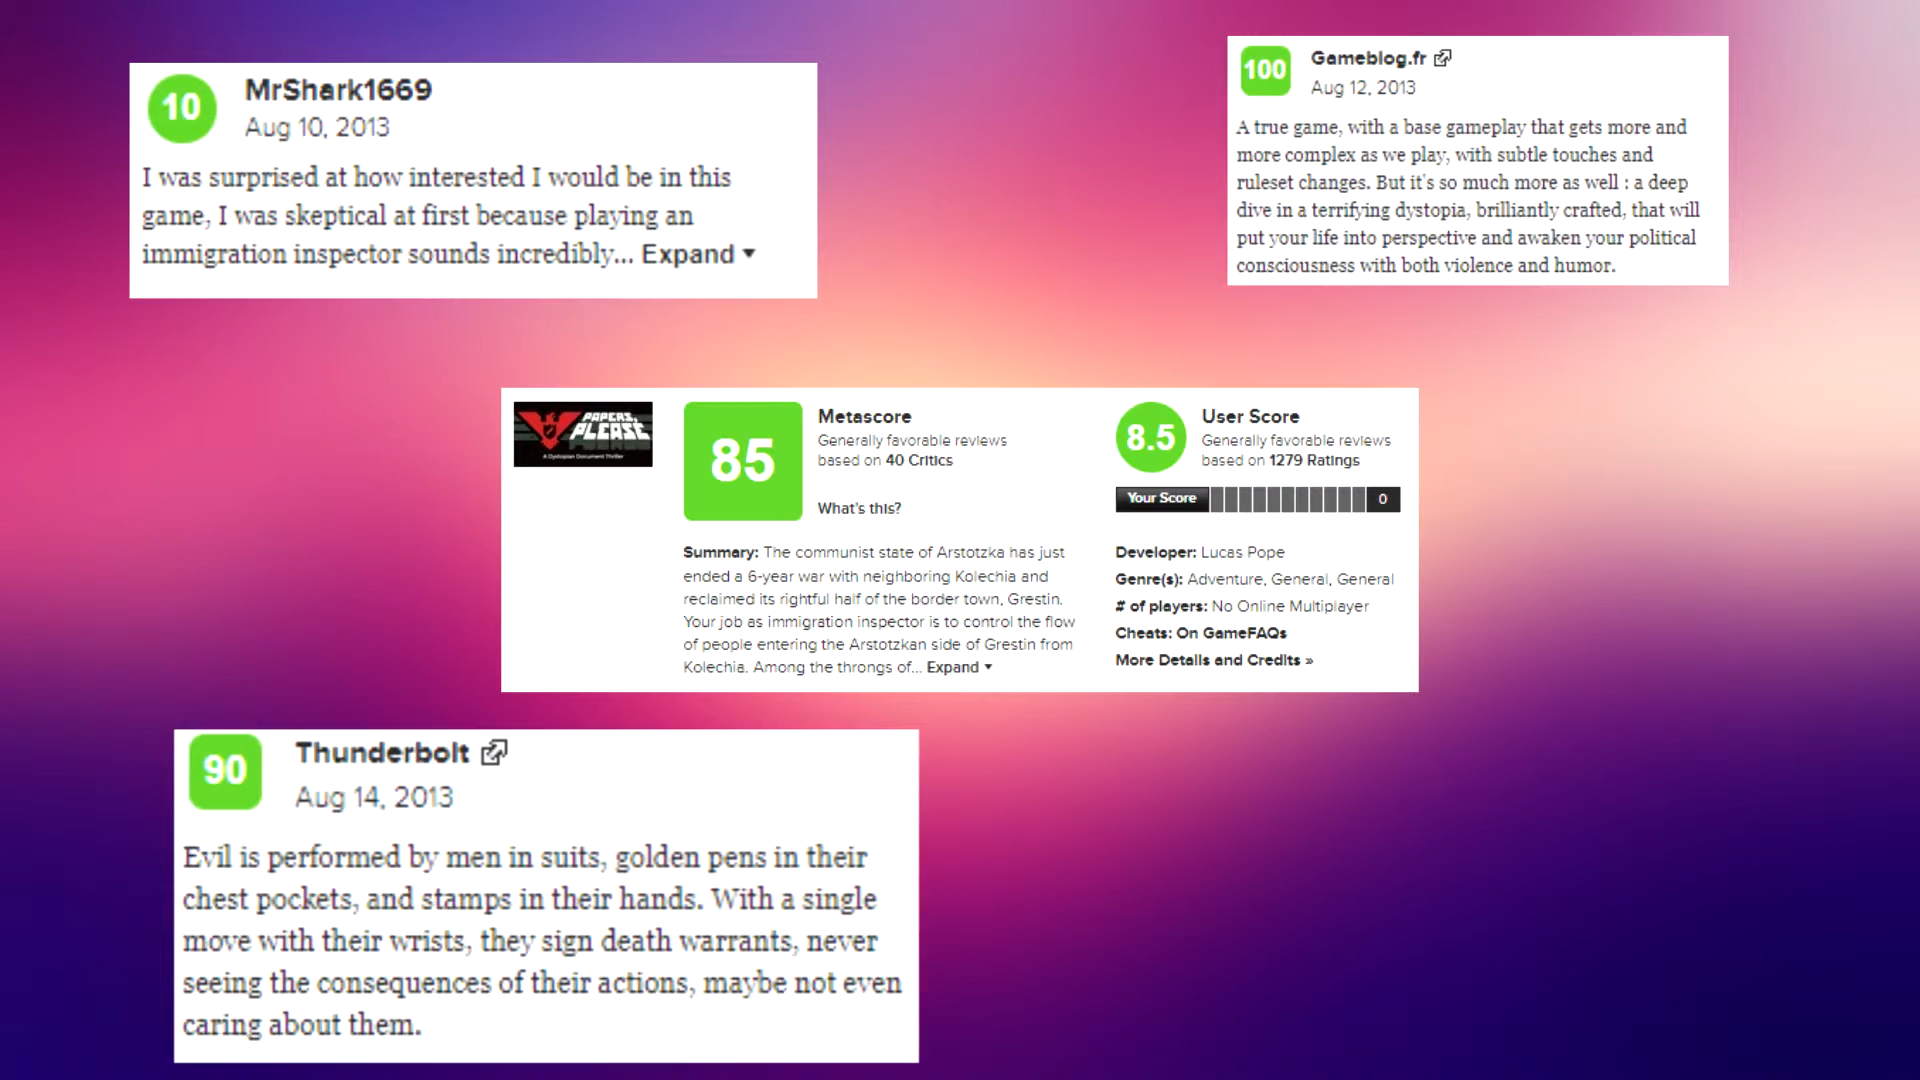 10
MrShark1669
Aug 10, 2013
I was surprised at how interested I would be in this
game, I was skeptical at first because playing an
immigration inspector sounds incredibly... Expand
100
Gameblog.fr
Aug 12, 2013
A true game, with a base gameplay that gets more and
more complex as we play, with subtle touches and
ruleset changes. But it's so much more as well : a deep
dive in a terrifying dystopia, brilliantly crafted, that will
put your life into perspective and awaken your political
consciousness with both violence and humor.
PAPERS,
PLEASE
A Dystopian Document Thriller
85
Metascore
Generally favorable reviews
based on 40 Critics
What's this?
Summary: The communist state of Arstotzka has just
ended a 6-year war with neighboring Kolechia and
reclaimed its rightful half of the border town, Grestin.
Your job as immigration inspector is to control the flow
of people entering the Arstotzkan side of Grestin from
Kolechia. Among the throngs of... Expand
8.5
User Score
Generally favorable reviews
based on 1279 Ratings
Your Score 0
Developer: Lucas Pope
Genre(s): Adventure, General, General
# of players: No Online Multiplayer
Cheats: On GameFAQs
More Details and Credits »
90
Thunderbolt
Aug 14, 2013
Evil is performed by men in suits, golden pens in their
chest pockets, and stamps in their hands. With a single
move with their wrists, they sign death warrants, never
seeing the consequences of their actions, maybe not even
caring about them.